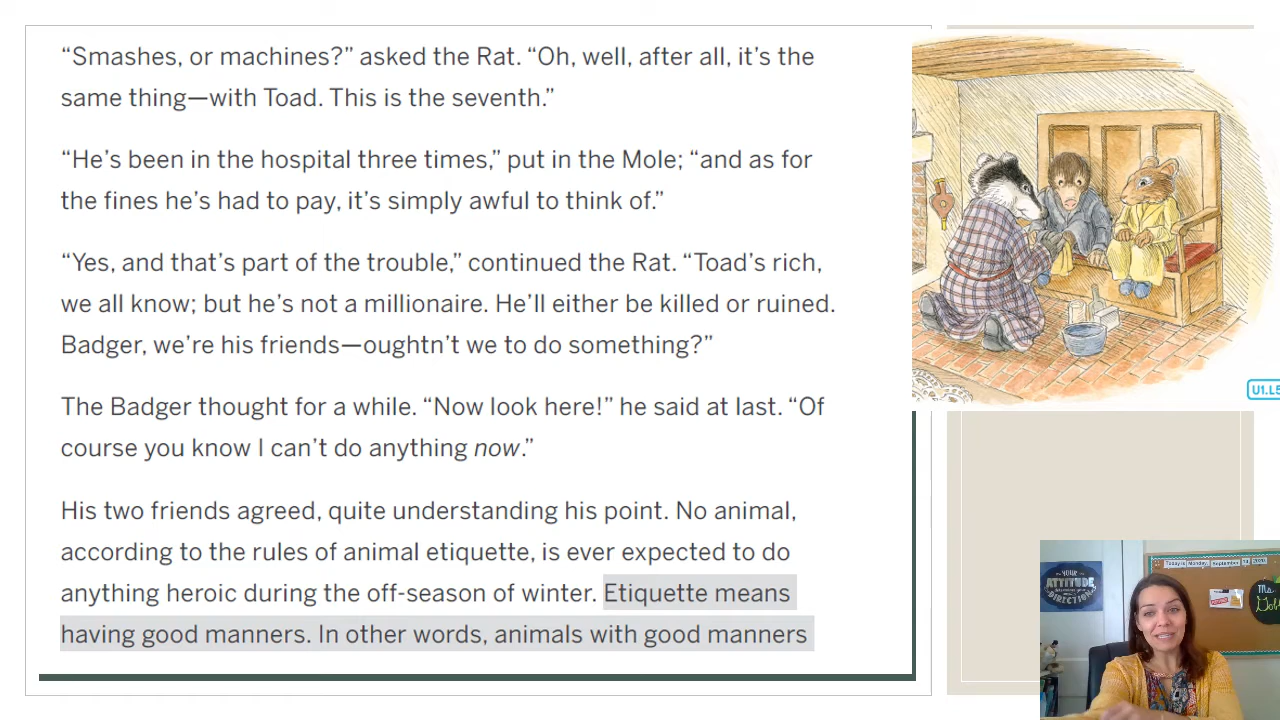 “Smashes, or machines?” asked the Rat. “Oh, well, after all, it’s the
same thing—with Toad. This is the seventh.”
“He’s been in the hospital three times,” put in the Mole; “and as for
the fines he’s had to pay, it’s simply awful to think of.”
“Yes, and that’s part of the trouble,” continued the Rat. “Toad’s rich,
we all know; but he’s not a millionaire. He’ll either be killed or ruined.
Badger, we’re his friends—oughtn’t we to do something?”
The Badger thought for a while. “Now look here!” he said at last. “Of
course you know I can’t do anything now.”
His two friends agreed, quite understanding his point. No animal,
according to the rules of animal etiquette, is ever expected to do
anything heroic during the off-season of winter. Etiquette means
having good manners. In other words, animals with good manners
U1.L5
YOUR
ATTITUDE
DIRECTION
Today is Monday, September
Ms.